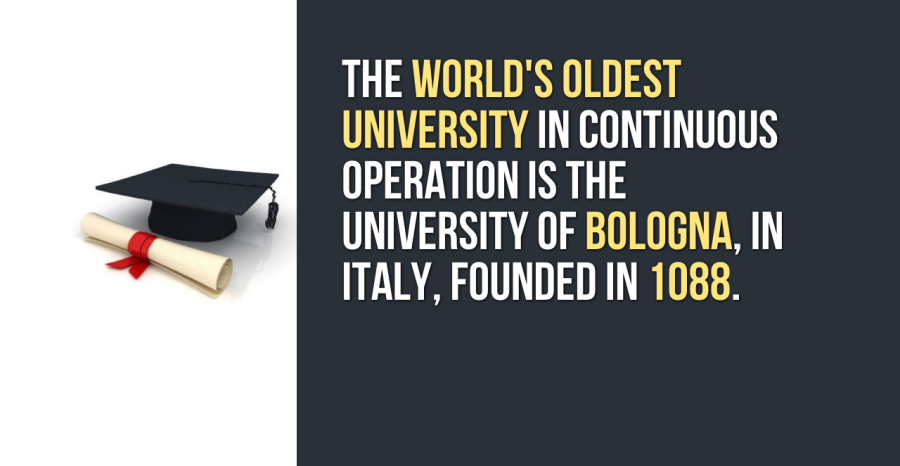 THE WORLD'S OLDEST
UNIVERSITY IN CONTINUOUS
OPERATION IS THE
UNIVERSITY OF BOLOGNA, IN
ITALY, FOUNDED IN 1088.